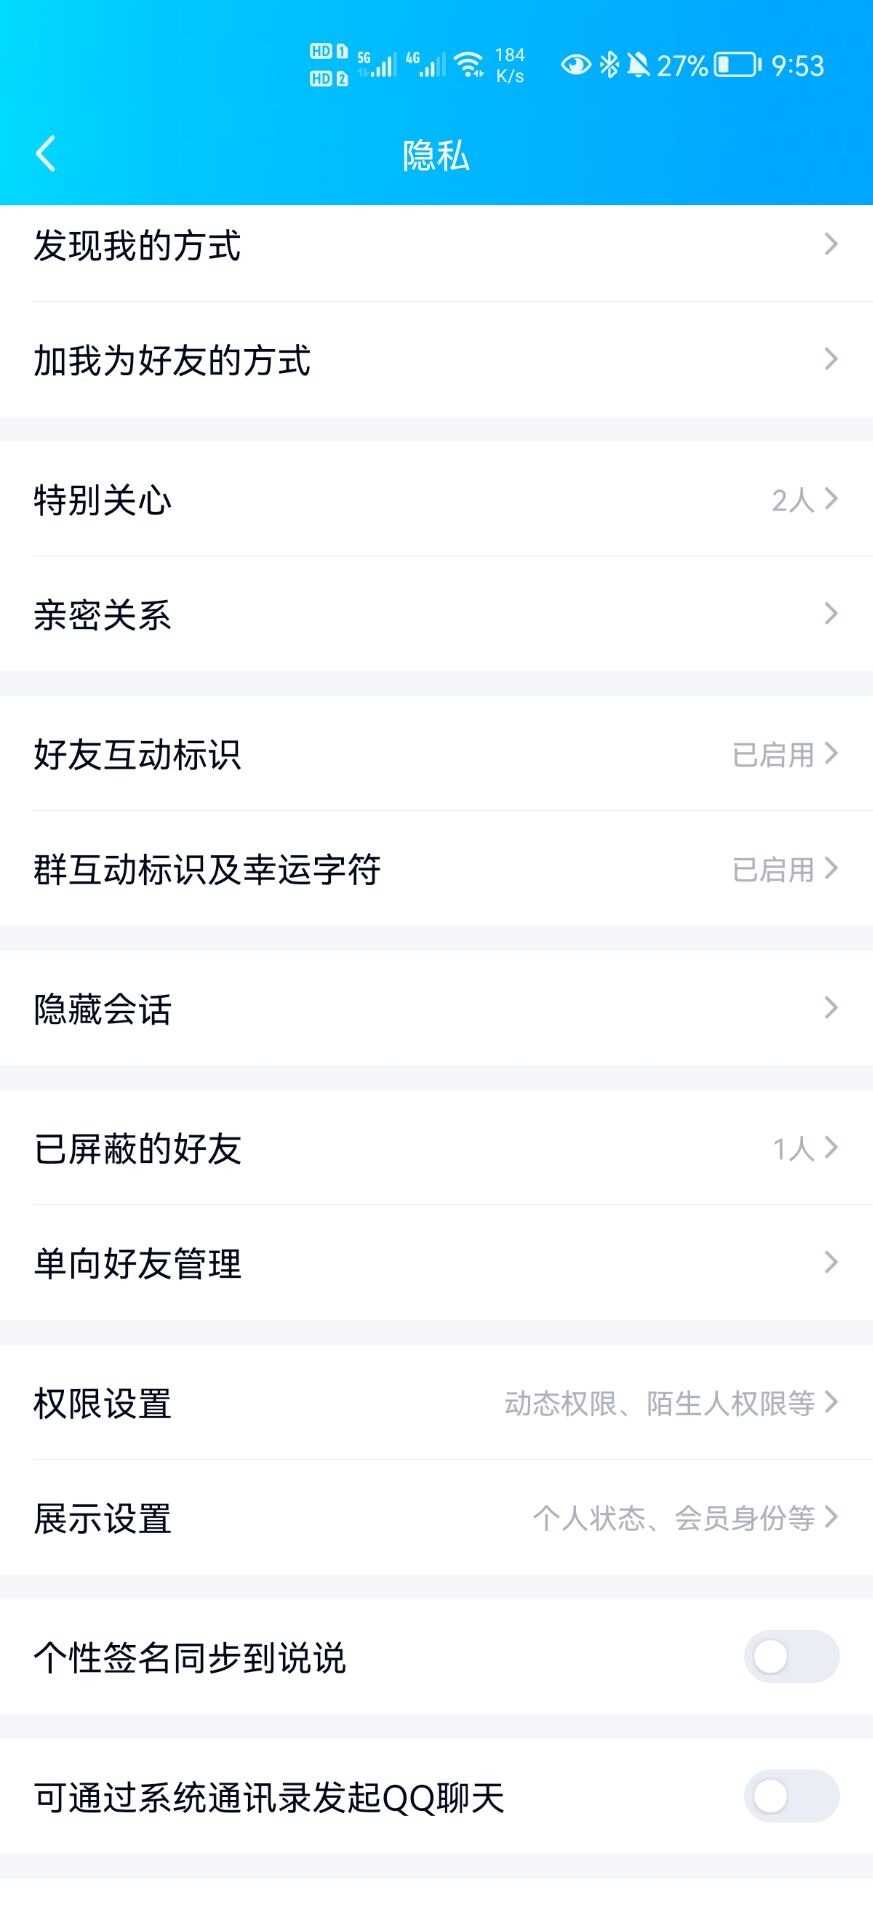 HD 1 5G 4G 184 27% 9:53
HD 2 K/s
隐私
发现我的方式
加我为好友的方式
特别关心 2人
亲密关系
好友互动标识 已启用
群互动标识及幸运字符 已启用
隐藏会话
已屏蔽的好友 1人
单向好友管理
权限设置 动态权限、陌生人权限等
展示设置 个人状态、会员身份等
个性签名同步到说说
可通过系统通讯录发起QQ聊天